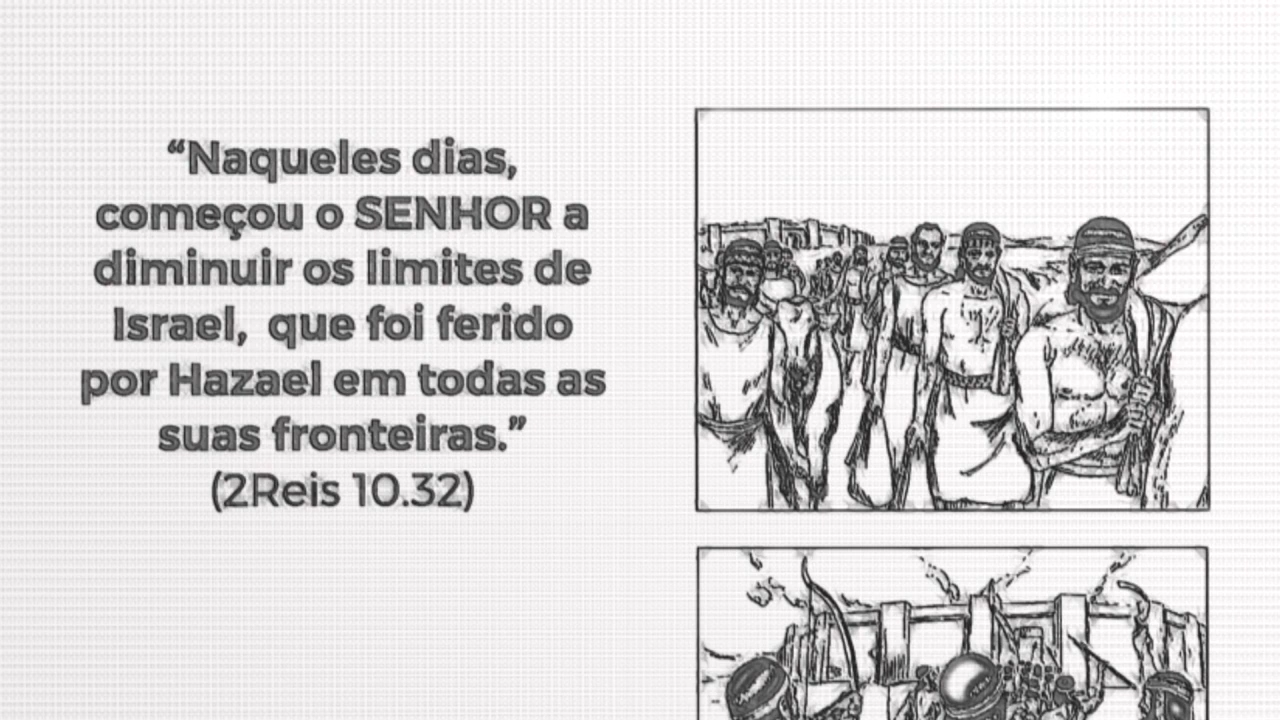 “Naqueles dias,
começou o SENHOR a
diminuir os limites de
Israel,  que foi ferido
por Hazael em todas as
suas fronteiras.”
(2Reis 10.32)